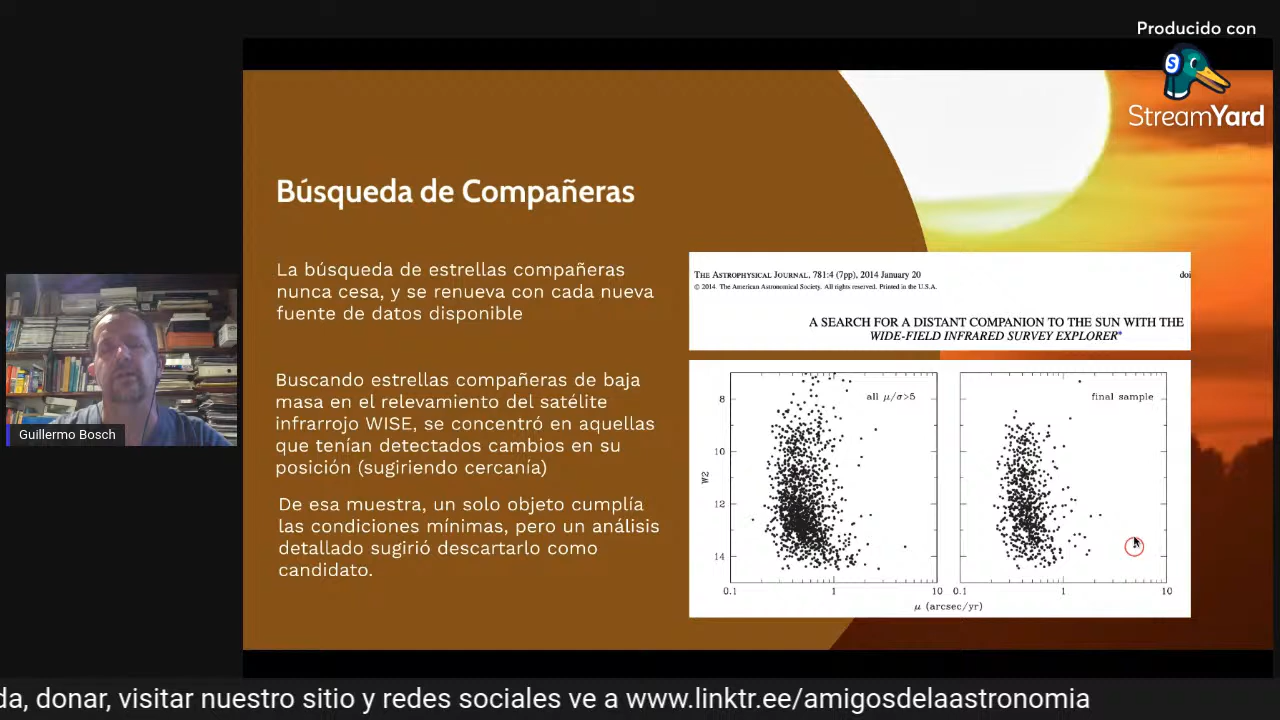 Producido con
StreamYard
Búsqueda de Compañeras
La búsqueda de estrellas compañeras
nunca cesa, y se renueva con cada nueva
fuente de datos disponible
Buscando estrellas compañeras de baja
masa en el relevamiento del satélite
infrarrojo WISE, se concentró en aquellas
que tenían detectados cambios en su
posición (sugiriendo cercanía)
De esa muestra, un solo objeto cumplía
las condiciones mínimas, pero un análisis
detallado sugirió descartarlo como
candidato.
THE ASTROPHYSICAL JOURNAL, 781:4 (7pp), 2014 January 20
doi
© 2014. The American Astronomical Society. All rights reserved. Printed in the U.S.A.
A SEARCH FOR A DISTANT COMPANION TO THE SUN WITH THE
WIDE-FIELD INFRARED SURVEY EXPLORER*
all μ/σ>5
final sample
W2
8
10
12
14
0.1 1 10 0.1 1 10
μ (arcsec/yr)
Guillermo Bosch
da, donar, visitar nuestro sitio y redes sociales ve a www.linktr.ee/amigosdelaastronomia